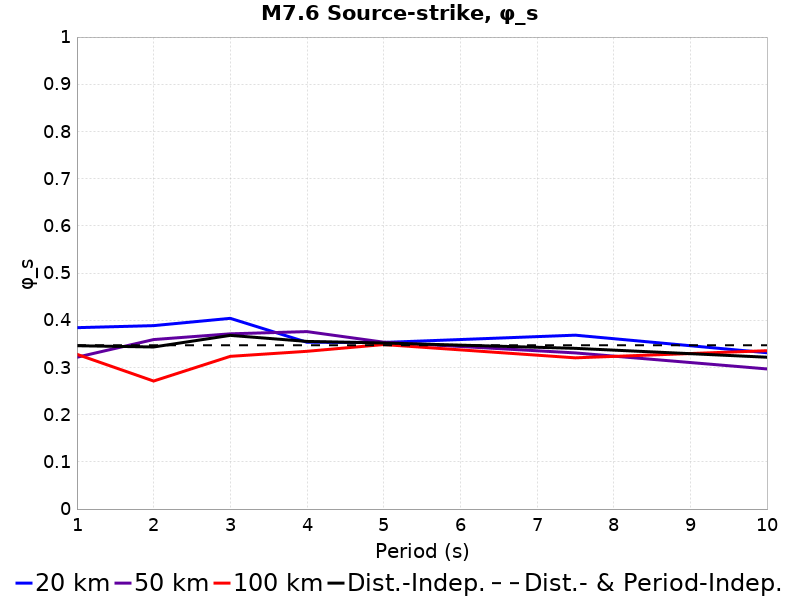 M7.6 Source-strike, φ_s
1
0.9
0.8
0.7
0.6
0.5
0.4
0.3
0.2
0.1
0
φ_s
1 2 3 4 5 6 7 8 9 10
Period (s)
20 km 50 km 100 km Dist.-Indep. Dist.- & Period-Indep.